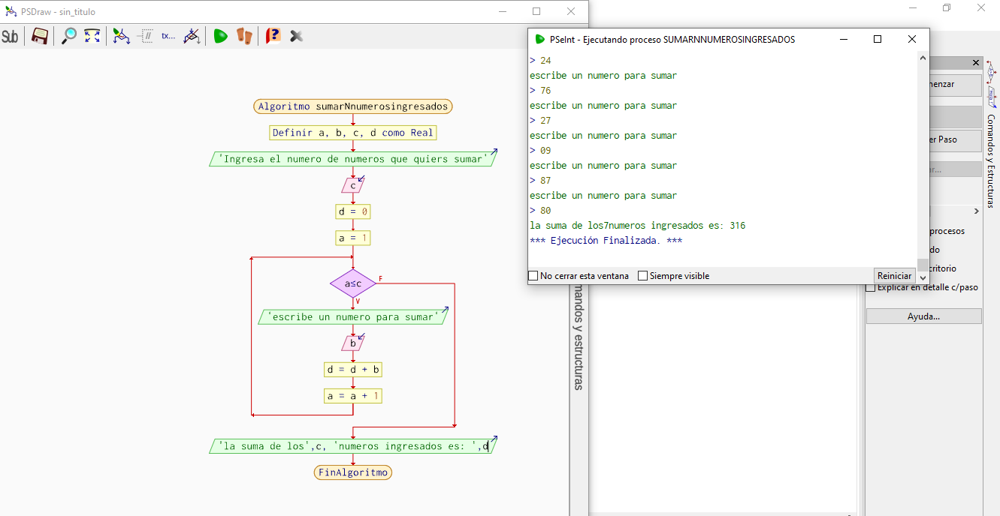 PSDraw - sin_titulo
Sub
tx...
Algoritmo sumarNnumerosingresados
Definir a, b, c, d como Real
'Ingresa el numero de numeros que quiers sumar'
c
d = 0
a = 1
a≤c
F
V
'escribe un numero para sumar'
b
d = d + b
a = a + 1
'la suma de los',c, 'numeros ingresados es: ',d
FinAlgoritmo
PSeInt - Ejecutando proceso SUMARNNUMEROSINGRESADOS
> 24
escribe un numero para sumar
> 76
escribe un numero para sumar
> 27
escribe un numero para sumar
> 09
escribe un numero para sumar
> 87
escribe un numero para sumar
> 80
la suma de los7numeros ingresados es: 316
*** Ejecución Finalizada. ***
No cerrar esta ventana
Siempre visible
Reiniciar
mandos y estructuras
menzar
er Paso
ar...
procesos
do
critorio
Explicar en detalle c/paso
Ayuda...
Comandos y Estructuras